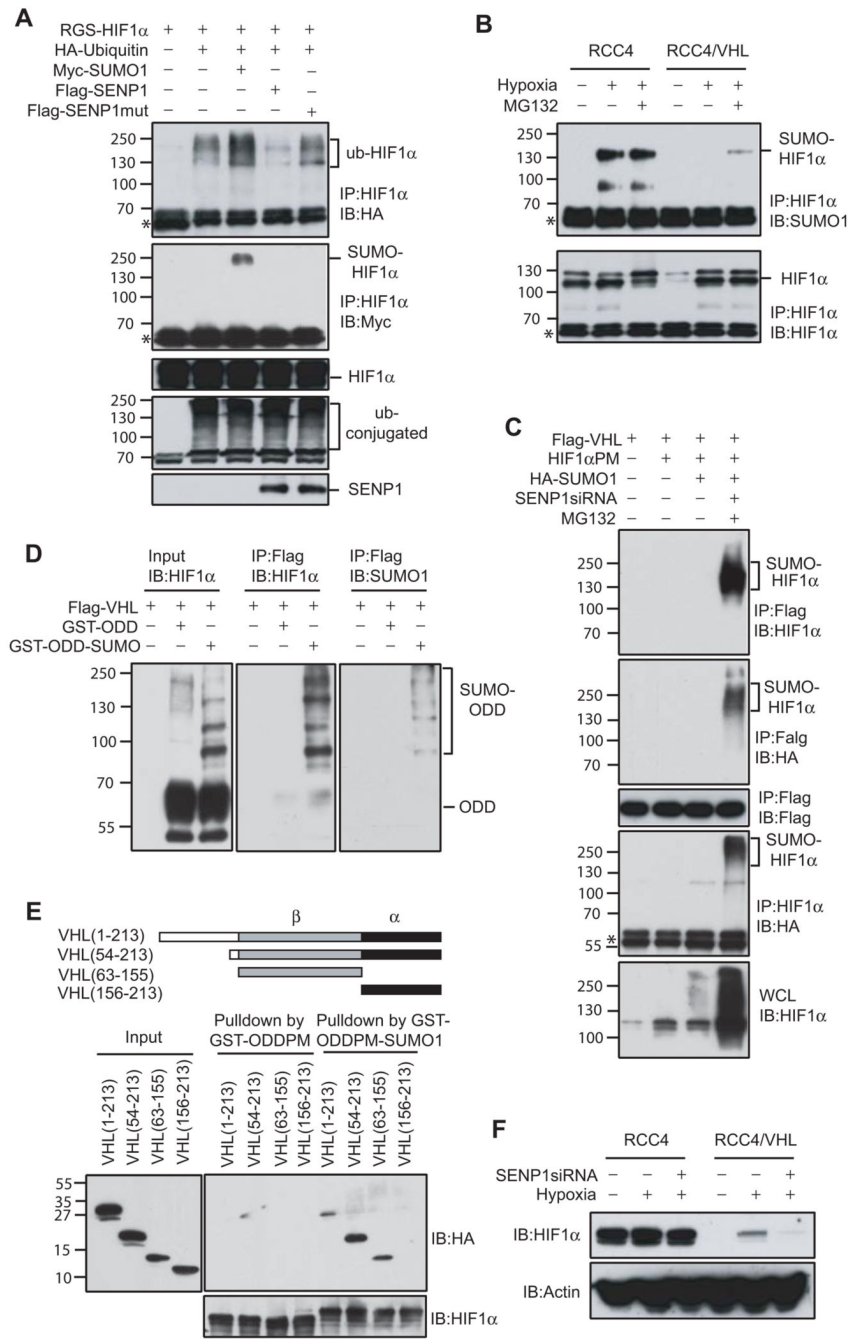 A
RGS-HIF1α + + + + +
HA-Ubiquitin − + + + +
Myc-SUMO1 − − + − −
Flag-SENP1 − − − + −
Flag-SENP1mut − − − − +
250
130
100
70
*
ub-HIF1α
IP:HIF1α
IB:HA
250
130
100
70
*
SUMO-
HIF1α
IP:HIF1α
IB:Myc
HIF1α
250
130
100
70
ub-
conjugated
SENP1
B
RCC4 RCC4/VHL
Hypoxia − + + − + +
MG132 − − + − − +
250
130
100
70
*
SUMO-
HIF1α
IP:HIF1α
IB:SUMO1
130
100
70
*
HIF1α
IP:HIF1α
IB:HIF1α
C
Flag-VHL + + + +
HIF1αPM − + + +
HA-SUMO1 − − + +
SENP1siRNA − − − +
MG132 − − − +
250
130
100
70
SUMO-
HIF1α
IP:Flag
IB:HIF1α
250
130
100
70
SUMO-
HIF1α
IP:Falg
IB:HA
IP:Flag
IB:Flag
250
130
100
70
*
55
SUMO-
HIF1α
IP:HIF1α
IB:HA
250
130
100
WCL
IB:HIF1α
D
Input IP:Flag IP:Flag
IB:HIF1α IB:HIF1α IB:SUMO1
Flag-VHL + + + + + + + + +
GST-ODD − + − − + − − + −
GST-ODD-SUMO − − + − − + − − +
250
130
100
70
55
SUMO-
ODD
ODD
E
β α
VHL(1-213)
VHL(54-213)
VHL(63-155)
VHL(156-213)
Input
Pulldown by
GST-ODDPM
Pulldown by GST-
ODDPM-SUMO1
VHL(1-213)
VHL(54-213)
VHL(63-155)
VHL(156-213)
VHL(1-213)
VHL(54-213)
VHL(63-155)
VHL(156-213)
VHL(1-213)
VHL(54-213)
VHL(63-155)
VHL(156-213)
55
35
27
15
10
IB:HA
IB:HIF1α
F
RCC4 RCC4/VHL
SENP1siRNA − − + − − +
Hypoxia − + + − + +
IB:HIF1α
IB:Actin